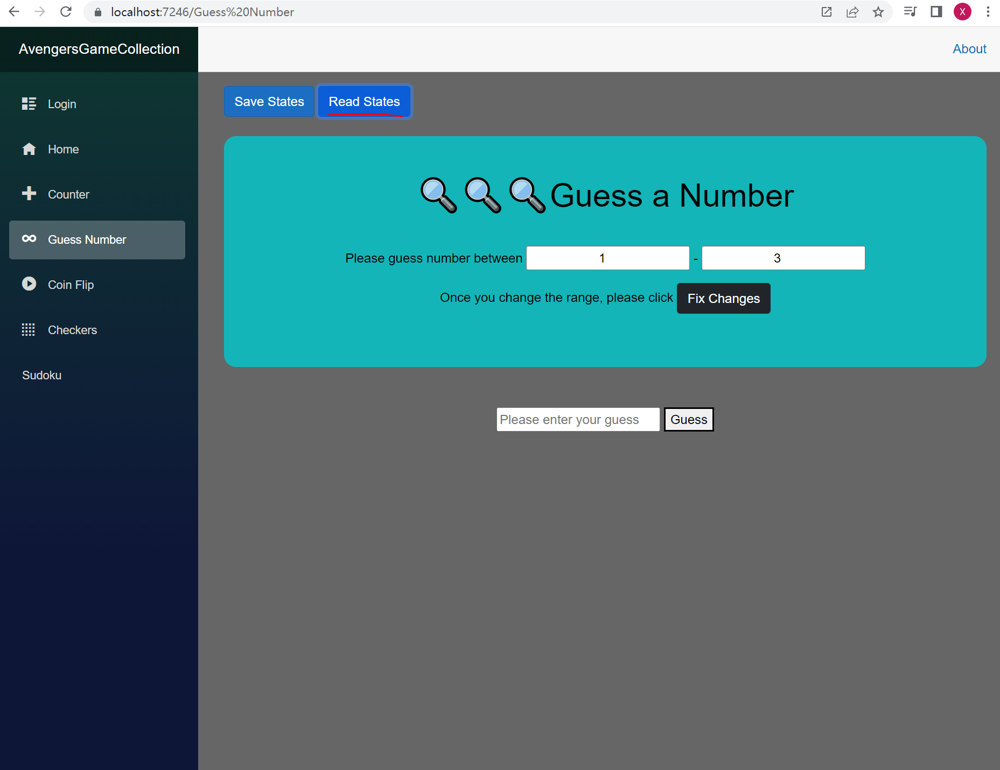 localhost:7246/Guess%20Number
X
AvengersGameCollection
About
Login
Home
Counter
Guess Number
Coin Flip
Checkers
Sudoku
Save States
Read States
Guess a Number
Please guess number between 1 - 3
Once you change the range, please click Fix Changes
Please enter your guess Guess